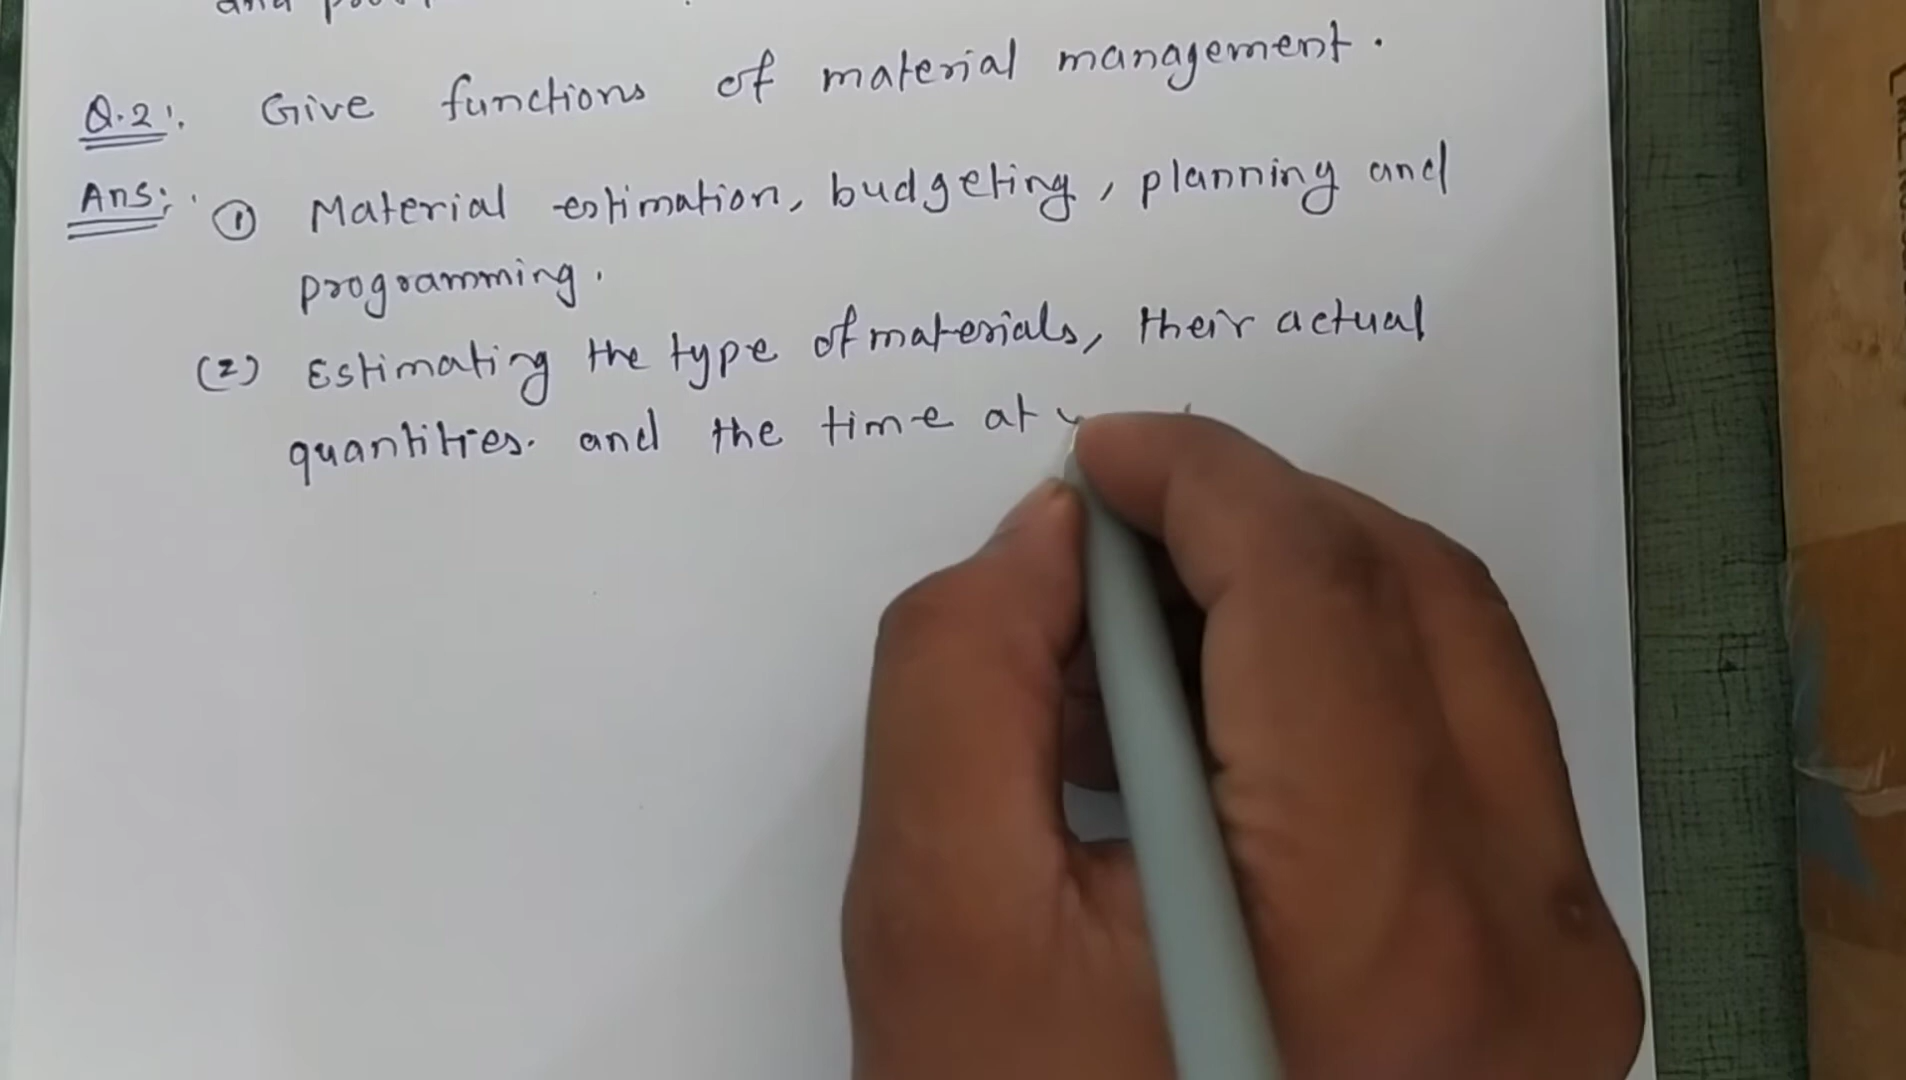 Q.2:. Give functions of material management.
Ans:. ① Material estimation, budgeting, planning and
programming.
(2) Estimating the type of materials, their actual
quantities. and the time at